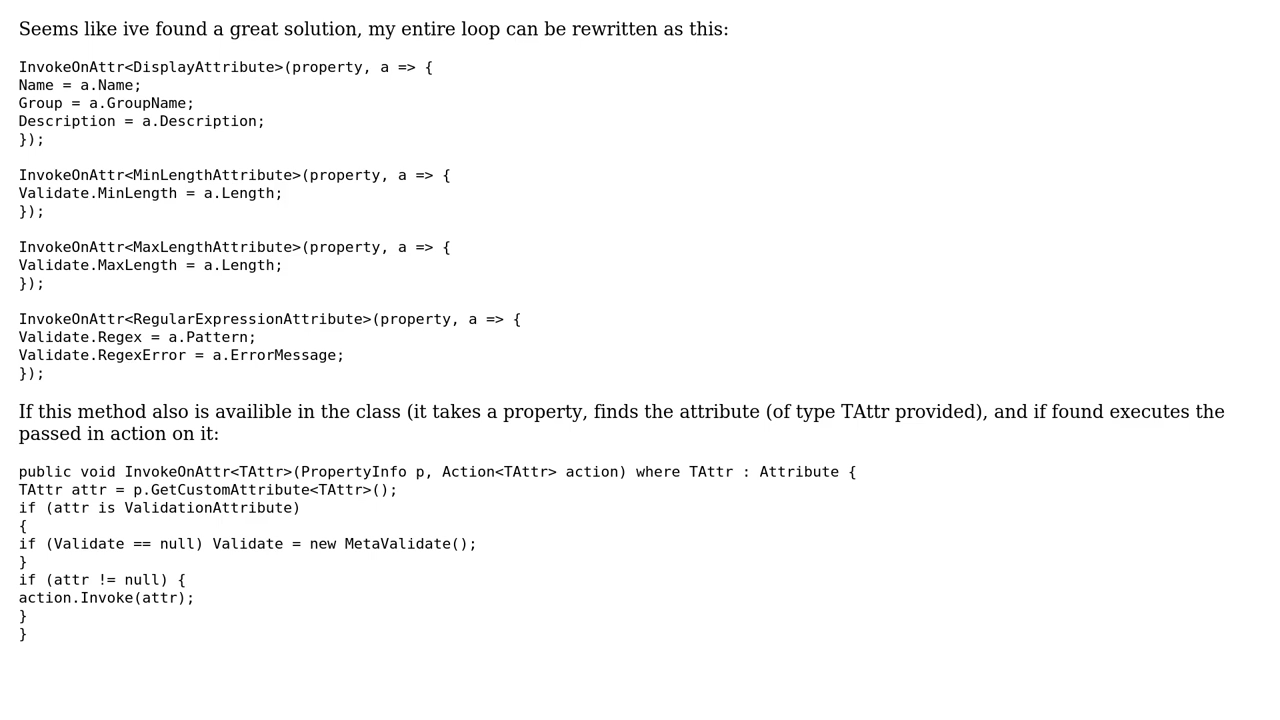 Seems like ive found a great solution, my entire loop can be rewritten as this:
InvokeOnAttr<DisplayAttribute>(property, a => {
Name = a.Name;
Group = a.GroupName;
Description = a.Description;
});
InvokeOnAttr<MinLengthAttribute>(property, a => {
Validate.MinLength = a.Length;
});
InvokeOnAttr<MaxLengthAttribute>(property, a => {
Validate.MaxLength = a.Length;
});
InvokeOnAttr<RegularExpressionAttribute>(property, a => {
Validate.Regex = a.Pattern;
Validate.RegexError = a.ErrorMessage;
});
If this method also is availible in the class (it takes a property, finds the attribute (of type TAttr provided), and if found executes the
passed in action on it:
public void InvokeOnAttr<TAttr>(PropertyInfo p, Action<TAttr> action) where TAttr : Attribute {
TAttr attr = p.GetCustomAttribute<TAttr>();
if (attr is ValidationAttribute)
{
if (Validate == null) Validate = new MetaValidate();
}
if (attr != null) {
action.Invoke(attr);
}
}